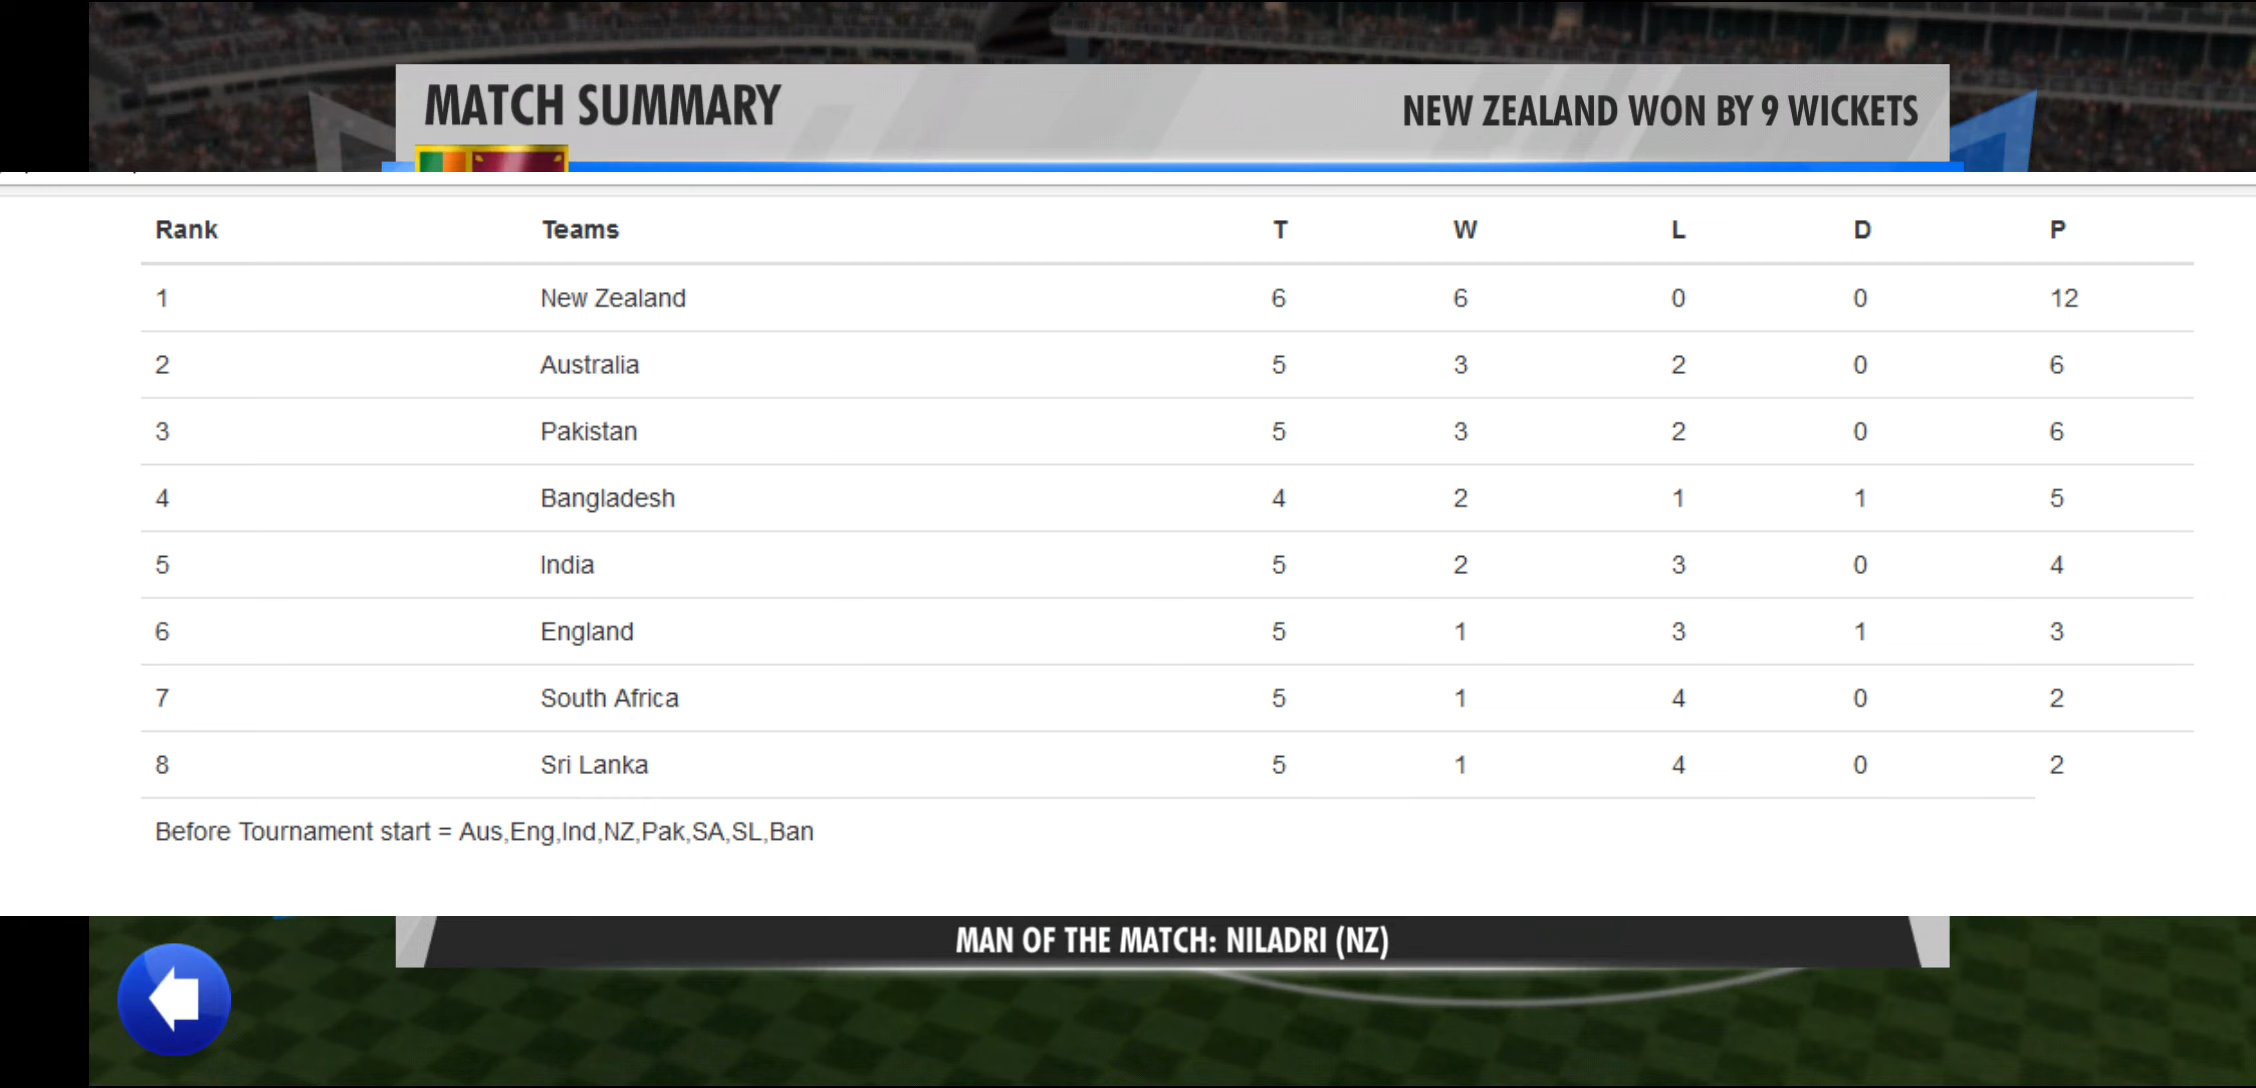 MATCH SUMMARY NEW ZEALAND WON BY 9 WICKETS
Rank Teams T W L D P
1 New Zealand 6 6 0 0 12
2 Australia 5 3 2 0 6
3 Pakistan 5 3 2 0 6
4 Bangladesh 4 2 1 1 5
5 India 5 2 3 0 4
6 England 5 1 3 1 3
7 South Africa 5 1 4 0 2
8 Sri Lanka 5 1 4 0 2
Before Tournament start = Aus,Eng,Ind,NZ,Pak,SA,SL,Ban
MAN OF THE MATCH: NILADRI (NZ)